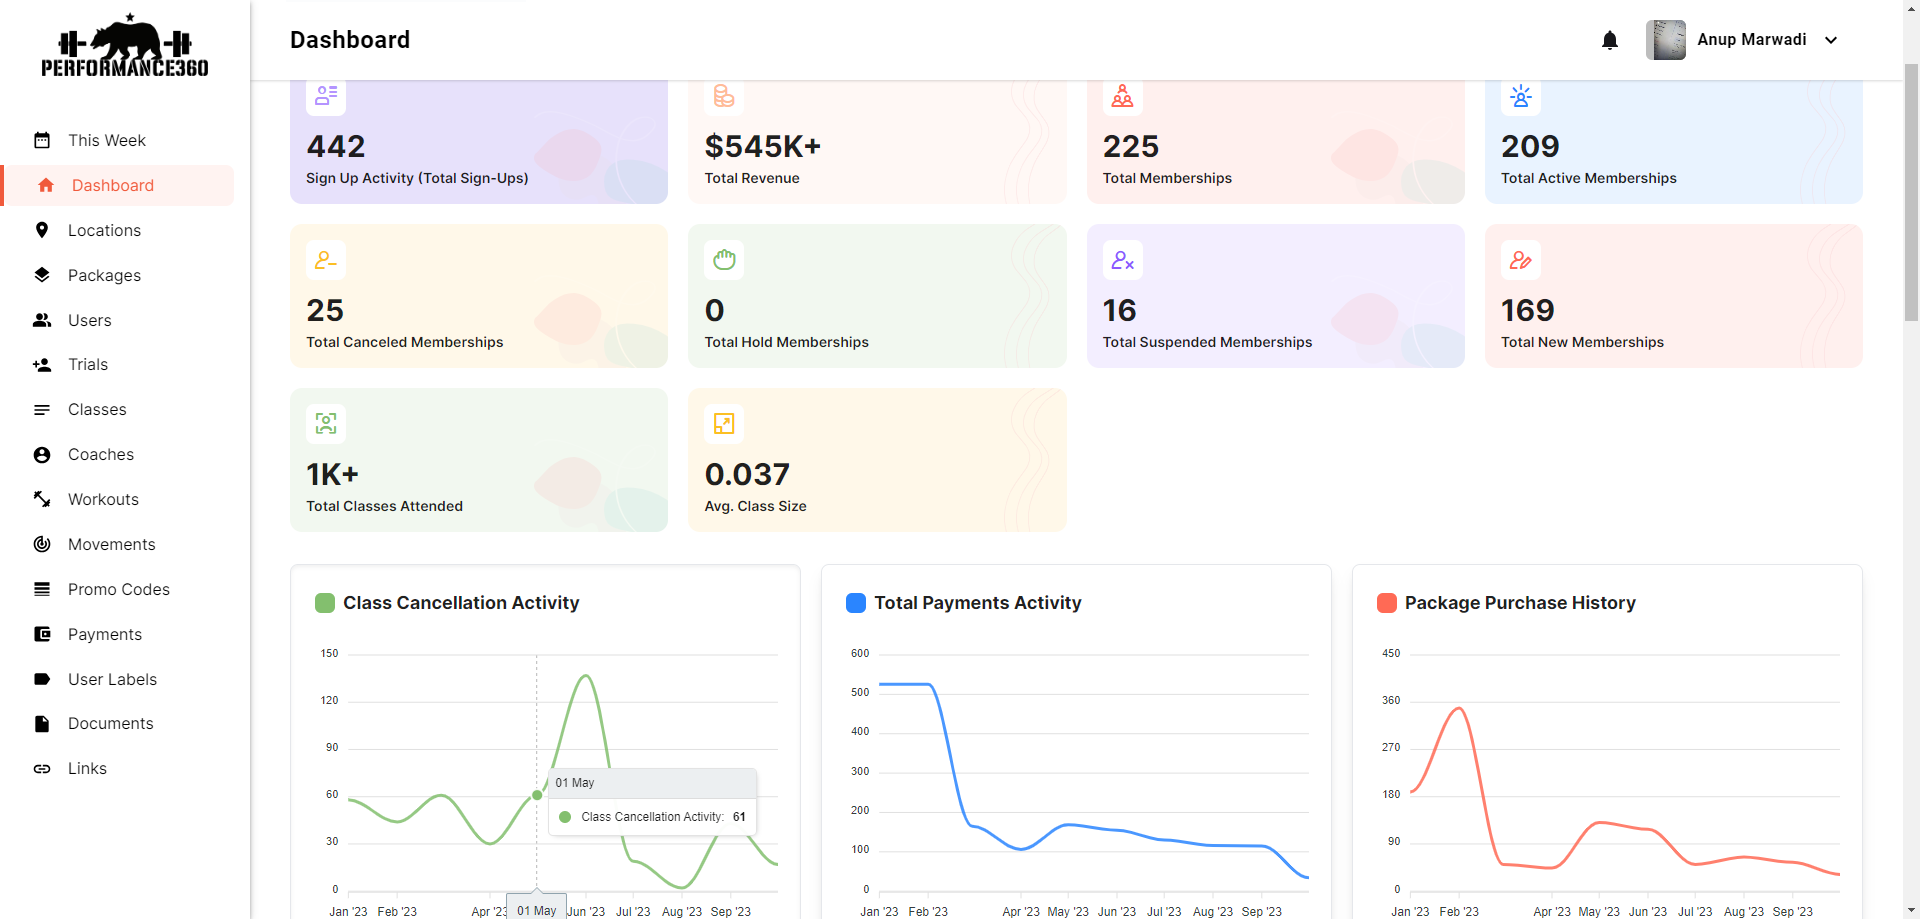 PERFORMANCE360
Dashboard
Anup Marwadi
This Week
Dashboard
Locations
Packages
Users
Trials
Classes
Coaches
Workouts
Movements
Promo Codes
Payments
User Labels
Documents
Links
442
Sign Up Activity (Total Sign-Ups)
$545K+
Total Revenue
225
Total Memberships
209
Total Active Memberships
25
Total Canceled Memberships
0
Total Hold Memberships
16
Total Suspended Memberships
169
Total New Memberships
1K+
Total Classes Attended
0.037
Avg. Class Size
Class Cancellation Activity
150
120
90
60
30
0
01 May
Class Cancellation Activity: 61
Jan '23 Feb '23 Apr '23 01 May Jun '23 Jul '23 Aug '23 Sep '23
Total Payments Activity
600
500
400
300
200
100
0
Jan '23 Feb '23 Apr '23 May '23 Jun '23 Jul '23 Aug '23 Sep '23
Package Purchase History
450
360
270
180
90
0
Jan '23 Feb '23 Apr '23 May '23 Jun '23 Jul '23 Aug '23 Sep '23